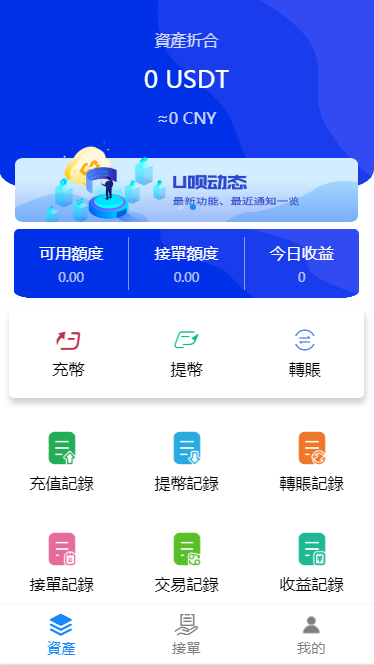 資產折合
0 USDT
≈0 CNY
U呗动态
最新功能、最近通知一览
可用額度 接單額度 今日收益
0.00 0.00 0
充幣 提幣 轉賬
充值記錄 提幣記錄 轉賬記錄
接單記錄 交易記錄 收益記錄
資產 接單 我的